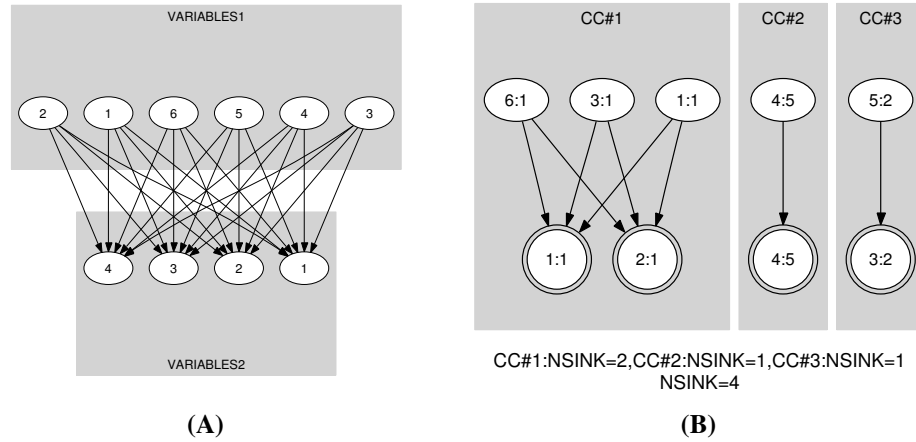 VARIABLES1
2 1 6 5 4 3
4 3 2 1
VARIABLES2
(A)
CC#1 CC#2 CC#3
6:1 3:1 1:1 4:5 5:2
1:1 2:1 4:5 3:2
CC#1:NSINK=2,CC#2:NSINK=1,CC#3:NSINK=1
NSINK=4
(B)